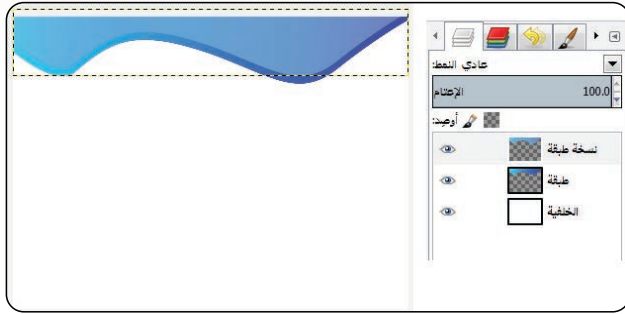 عادي النمط:
الإعتام 100.0
أوصِد:
نسخة طبقة
طبقة
الخلفية